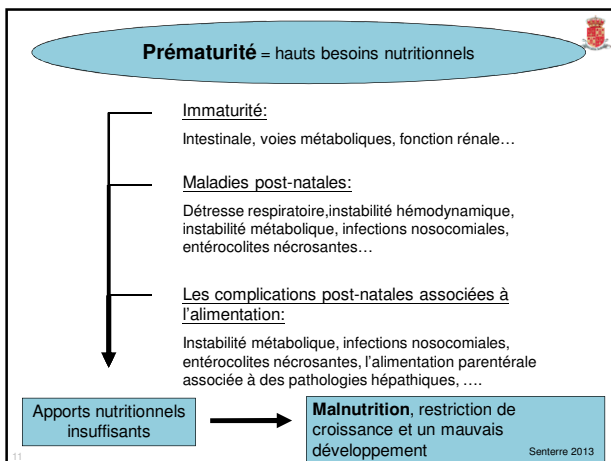 Prématurité = hauts besoins nutritionnels
Immaturité:
Intestinale, voies métaboliques, fonction rénale…
Maladies post-natales:
Détresse respiratoire,instabilité hémodynamique,
instabilité métabolique, infections nosocomiales,
entérocolites nécrosantes…
Les complications post-natales associées à
l'alimentation:
Instabilité métabolique, infections nosocomiales,
entérocolites nécrosantes, l'alimentation parentérale
associée à des pathologies hépathiques, ….
Apports nutritionnels
insuffisants
Malnutrition, restriction de
croissance et un mauvais
développement
Senterre 2013
11